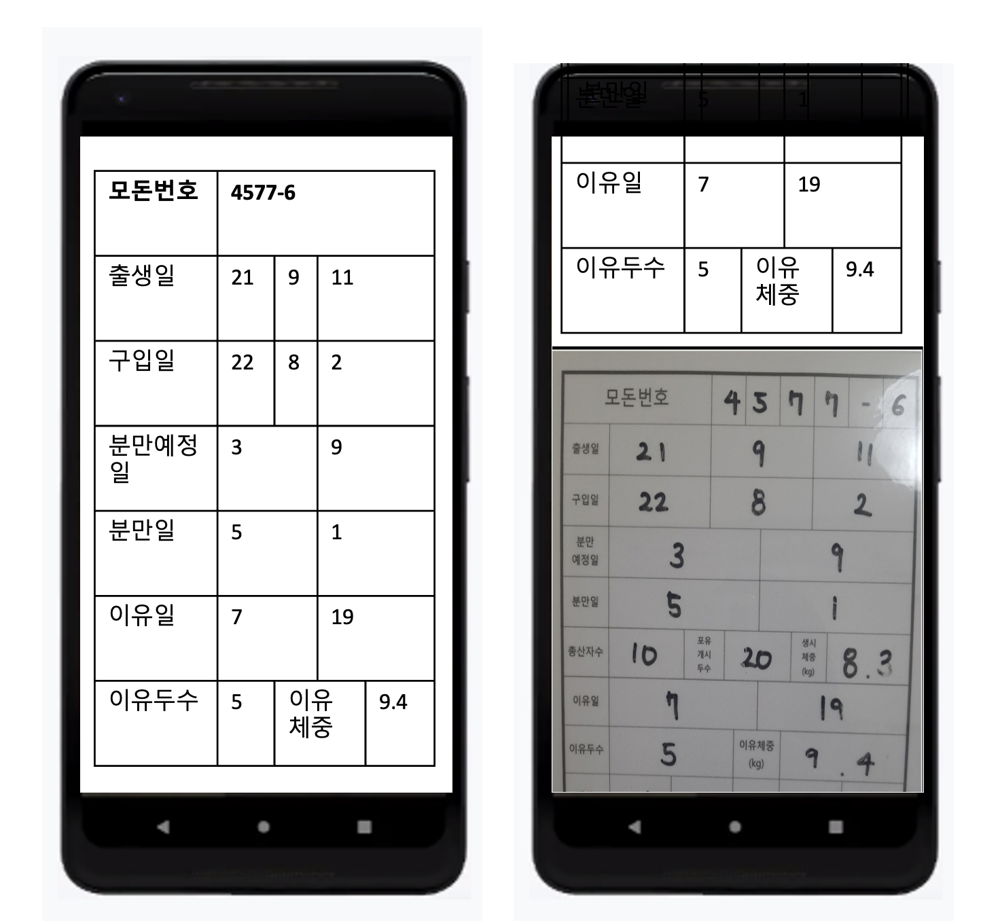 모돈번호 4577-6
출생일 21 9 11
구입일 22 8 2
분만예정
일 3 9
분만일 5 1
이유일 7 19
이유두수 5 이유
체중 9.4
분만일 5 1
이유일 7 19
이유두수 5 이유
체중 9.4
모돈번호 4 5 7 7 - 6
출생일 21 9 11
구입일 22 8 2
분만
예정일 3 9
분만일 5 1
총산자수 10 포유
개시
두수 20 생시
체중
(kg) 8.3
이유일 7 19
이유두수 5 이유체중
(kg) 9.4